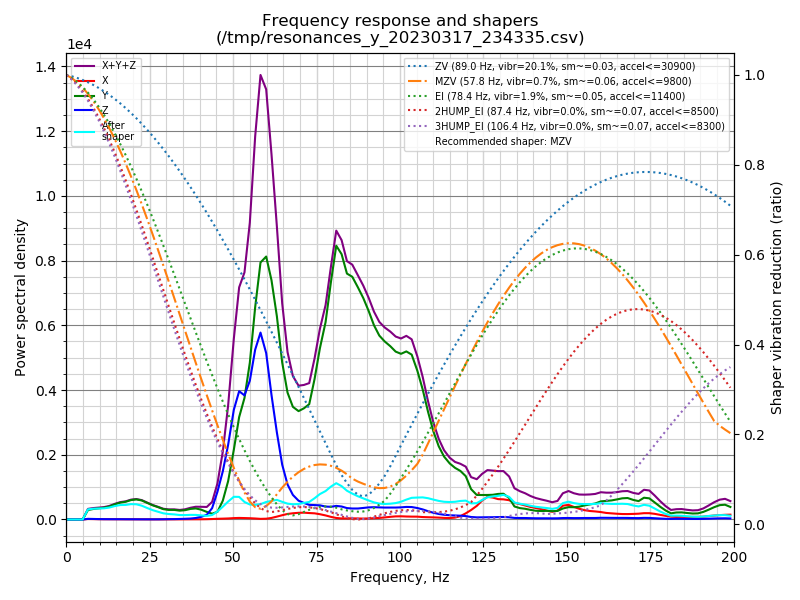 Frequency response and shapers
(/tmp/resonances_y_20230317_234335.csv)
1e4
X+Y+Z
X
Y
Z
After
shaper
ZV (89.0 Hz, vibr=20.1%, sm~=0.03, accel<=30900)
MZV (57.8 Hz, vibr=0.7%, sm~=0.06, accel<=9800)
EI (78.4 Hz, vibr=1.9%, sm~=0.05, accel<=11400)
2HUMP_EI (87.4 Hz, vibr=0.0%, sm~=0.07, accel<=8500)
3HUMP_EI (106.4 Hz, vibr=0.0%, sm~=0.07, accel<=8300)
Recommended shaper: MZV
Power spectral density
1.4
1.2
1.0
0.8
0.6
0.4
0.2
0.0
1.0
0.8
0.6
0.4
0.2
0.0
Shaper vibration reduction (ratio)
0 25 50 75 100 125 150 175 200
Frequency, Hz